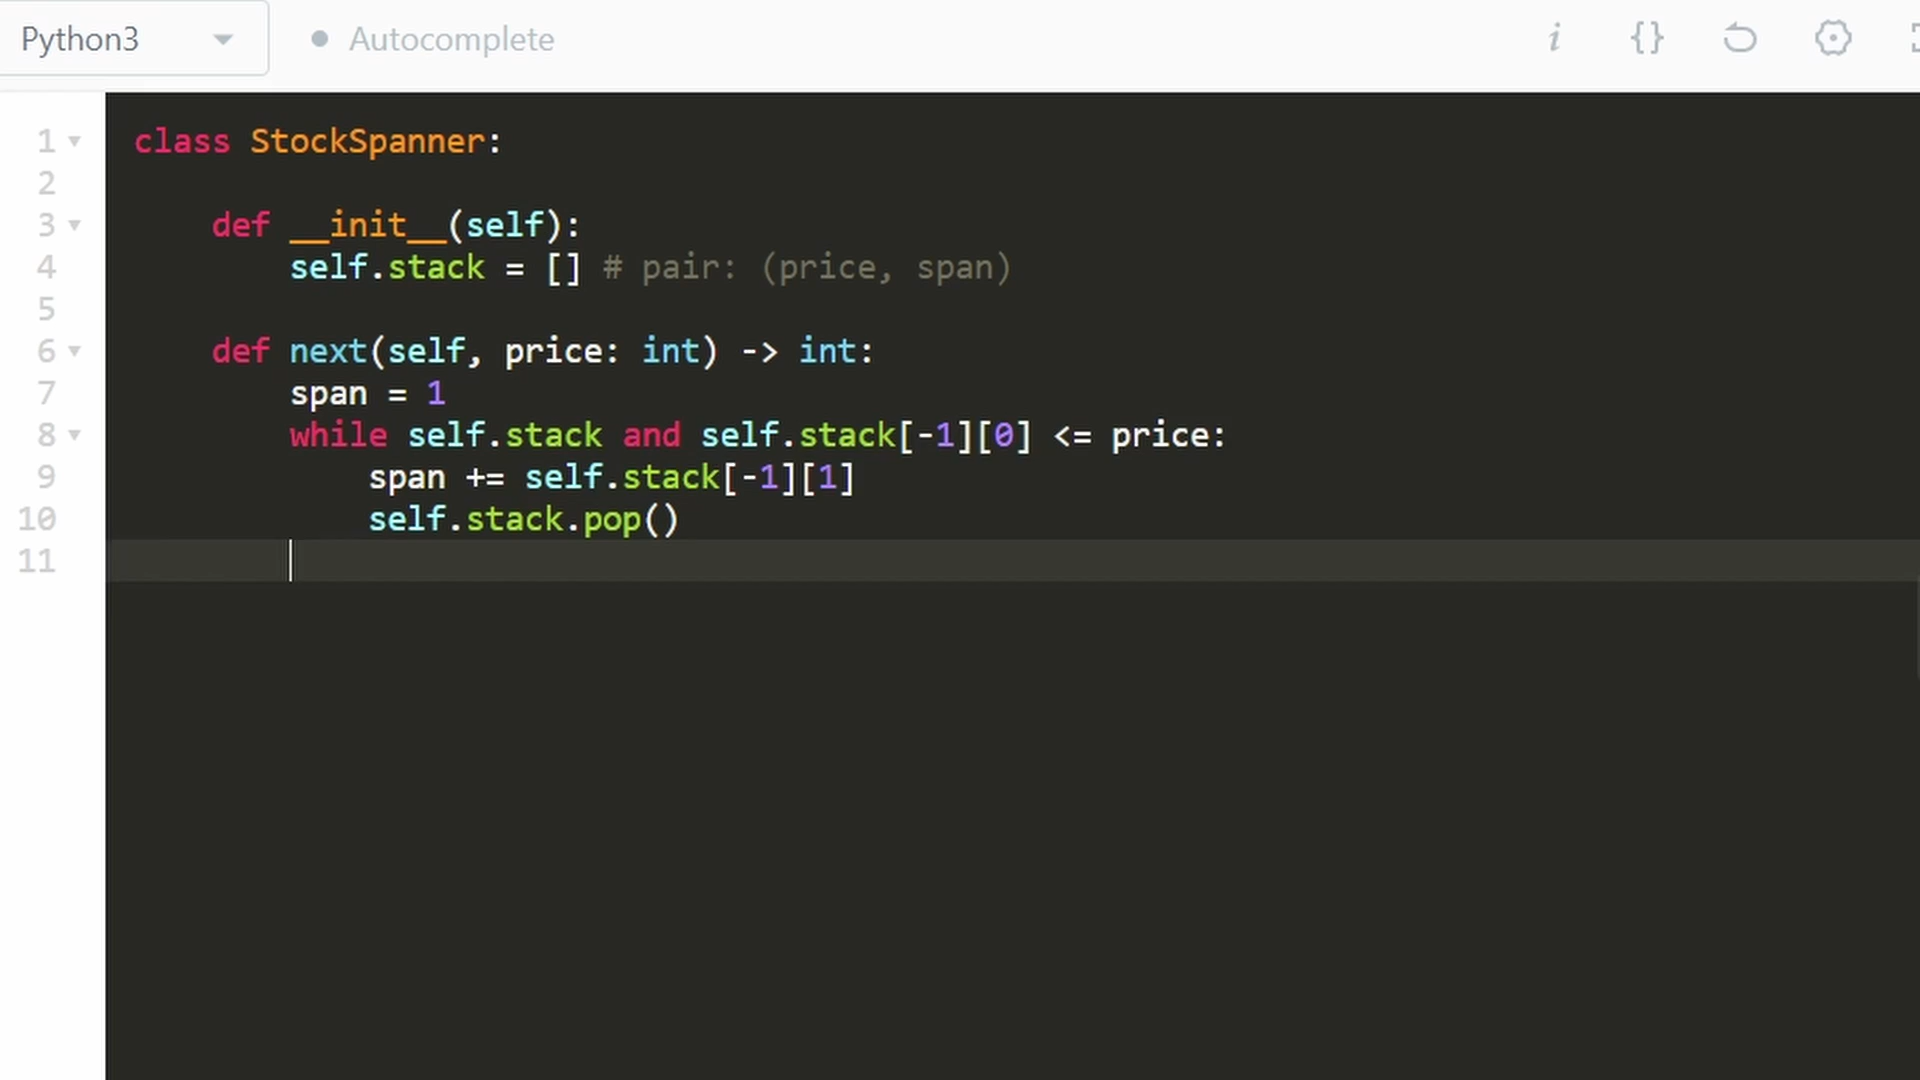 Python3
Autocomplete
i {}
1 class StockSpanner:
2
3 def __init__(self):
4 self.stack = [] # pair: (price, span)
5
6 def next(self, price: int) -> int:
7 span = 1
8 while self.stack and self.stack[-1][0] <= price:
9 span += self.stack[-1][1]
10 self.stack.pop()
11